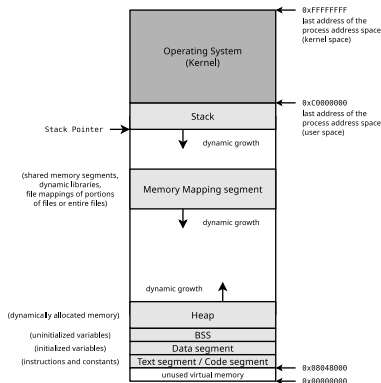 0xFFFFFFFF
last address of the
process address space
(kernel space)
Operating System
(Kernel)
0xC0000000
last address of the
process address space
(user space)
Stack
Stack Pointer
dynamic growth
(shared memory segments,
dynamic libraries,
file mappings of portions
of files or entire files)
Memory Mapping segment
dynamic growth
dynamic growth
(dynamically allocated memory)
Heap
(uninitialized variables)
BSS
(initialized variables)
Data segment
(instructions and constants)
Text segment / Code segment
0x08048000
unused virtual memory
0x00000000